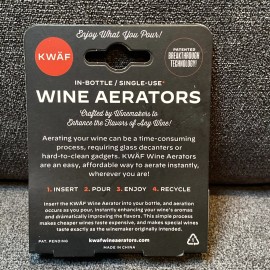 Enjoy What You Pour!
KWÄF
PATENTED
BREAKTHROUGH
TECHNOLOGY!
IN-BOTTLE / SINGLE-USE
WINE AERATORS
Crafted by Winemakers to
Enhance the Flavors of Any Wine!
Aerating your wine can be a time-consuming
process, requiring glass decanters or
hard-to-clean gadgets. KWÄF Wine Aerators
are an easy, affordable way to aerate instantly,
wherever you are!
1. INSERT 2. POUR 3. ENJOY 4. RECYCLE
Insert the KWÄF Wine Aerator into your bottle, and aeration
occurs as you pour, instantly enhancing your wine's aromas
and dramatically improving the flavors. This simple process
makes cheaper wines taste expensive, and makes special wines
taste exactly as the winemaker originally intended.
PAT. PENDING
kwafwineaerators.com
MADE IN CHINA